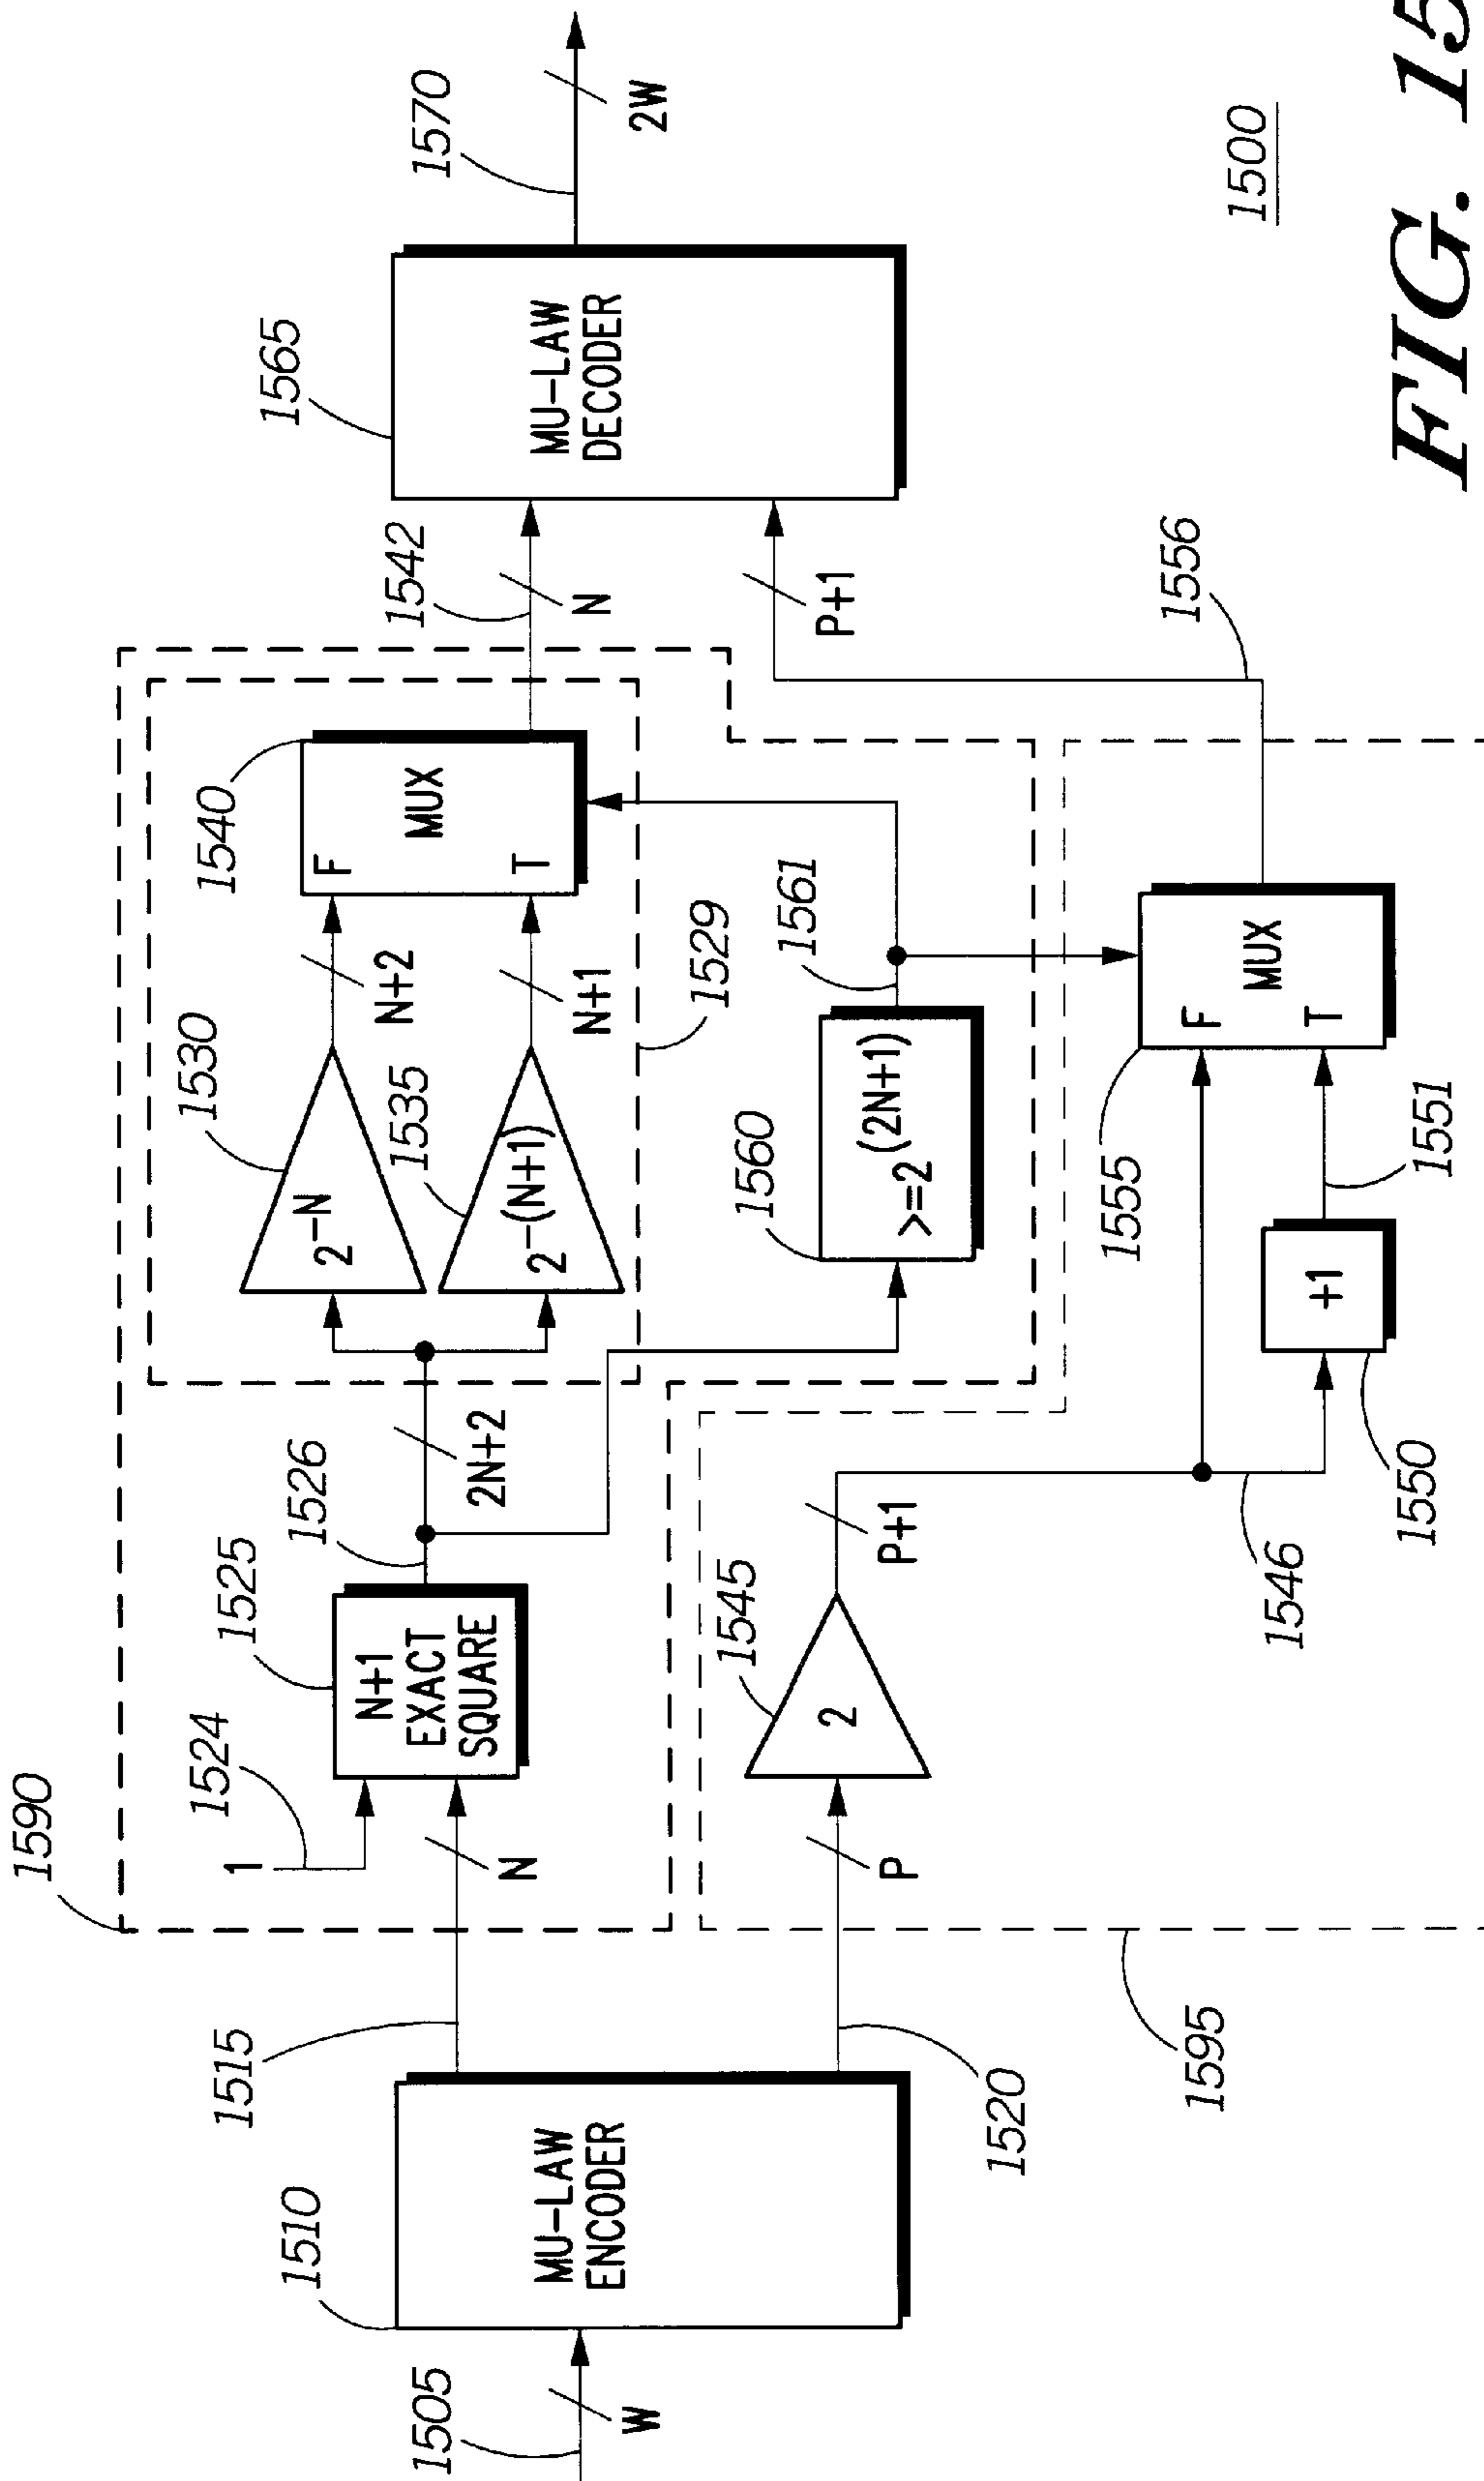 1505
W
1510
MU-LAW
ENCODER
1515
1520
1590
1524
1
N
1525
N+1
EXACT
SQUARE
1526
2N+2
1530
2^-N
1535
2^-(N+1)
N+2
N+1
1529
1540
F
MUX
T
1542
N
1560
>=2^(2N+1)
1561
1595
P
1545
2
P+1
1546
1550
+1
1551
1555
F
MUX
T
1556
P+1
1565
MU-LAW
DECODER
1570
2W
1500
FIG. 15